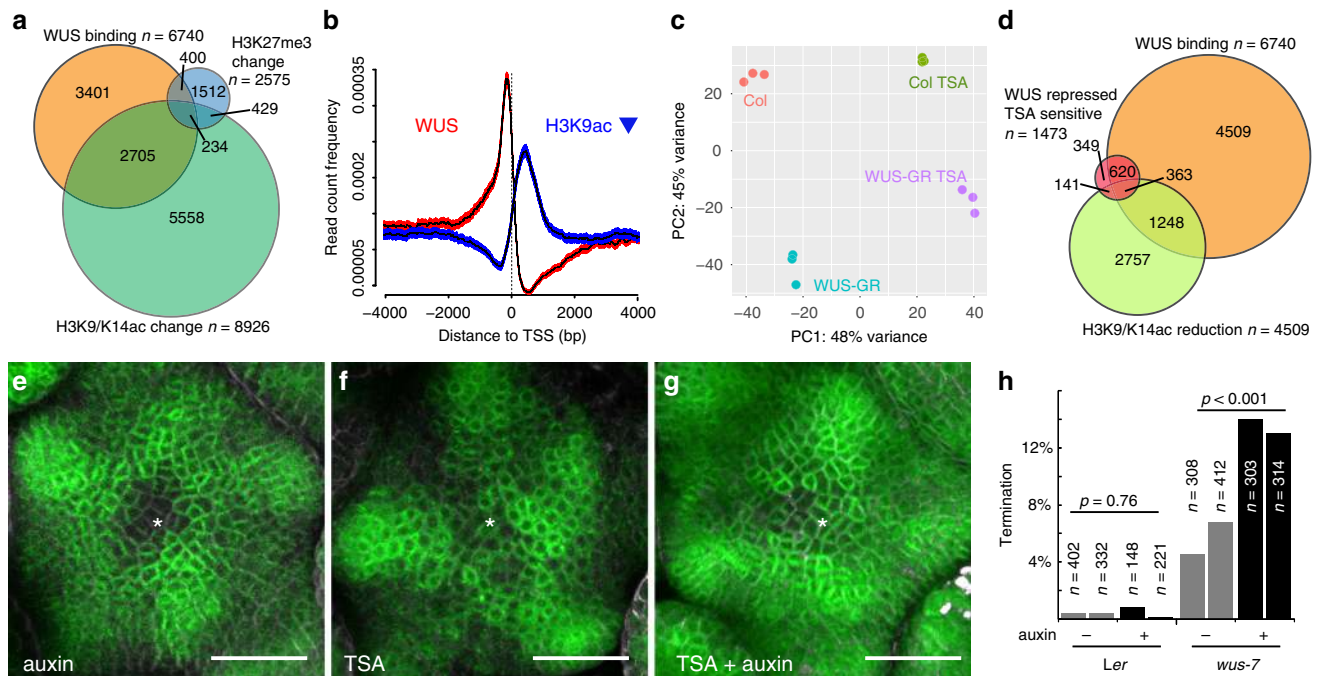 a
WUS binding n = 6740
400
H3K27me3
change
n = 2575
3401
1512
429
2705
234
5558
H3K9/K14ac change n = 8926
b
0.00035
0.0002
0.00005
Read count frequency
WUS
H3K9ac
−4000
−2000
0
2000
4000
Distance to TSS (bp)
c
20
0
−20
−40
PC2: 45% variance
Col
Col TSA
WUS-GR TSA
WUS-GR
−40
−20
0
20
40
PC1: 48% variance
d
WUS binding n = 6740
WUS repressed
TSA sensitive
n = 1473
4509
349
620
363
141
1248
2757
H3K9/K14ac reduction n = 4509
e
*
auxin
f
*
TSA
g
*
TSA + auxin
h
p < 0.001
12%
8%
4%
Termination
p = 0.76
n = 402
n = 332
n = 148
n = 221
n = 308
n = 412
n = 303
n = 314
auxin
−
+
−
+
Ler
wus-7